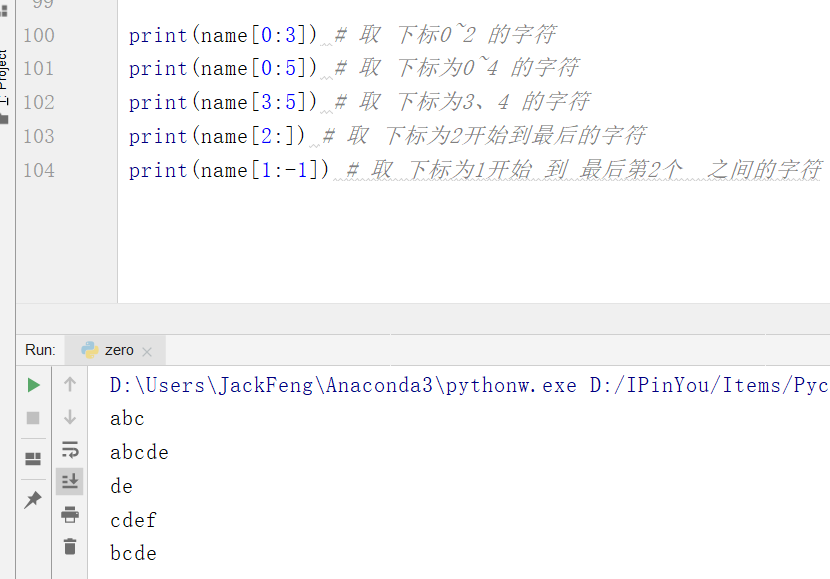 99
100 print(name[0:3]) # 取 下标0~2 的字符
101 print(name[0:5]) # 取 下标为0~4 的字符
102 print(name[3:5]) # 取 下标为3、4 的字符
103 print(name[2:]) # 取 下标为2开始到最后的字符
104 print(name[1:-1]) # 取 下标为1开始 到 最后第2个  之间的字符
1: Project
Run: zero
D:\Users\JackFeng\Anaconda3\pythonw.exe D:/IPinYou/Items/Pyc
abc
abcde
de
cdef
bcde